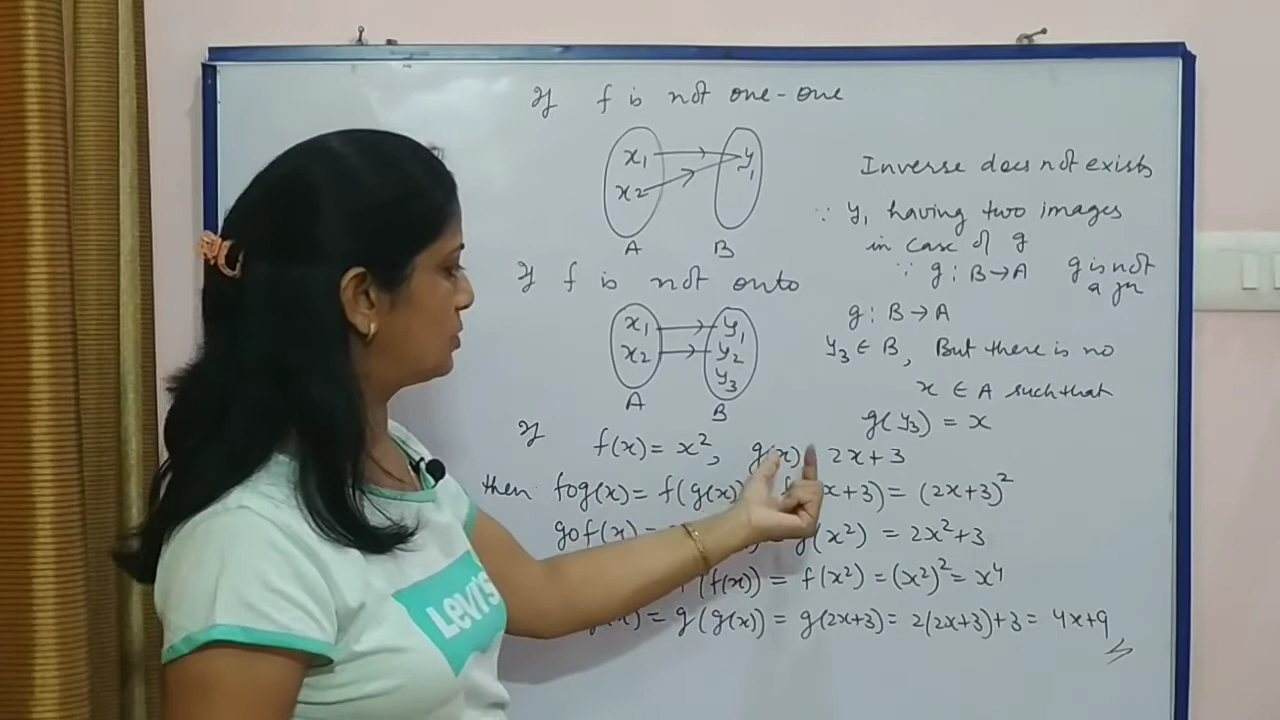 If f is not one-one
x1 y1
x2
A B
Inverse does not exists
∵ y1 having two images
in case of g
∵ g : B→A g is not
a fn
If f is not onto
x1 y1
x2 y2
y3
A B
g : B→A
y3 ∈ B, But there is no
x ∈ A such that
g(y3) = x
If f(x) = x², g(x) 2x+3
then fog(x) = f(g(x)) f x+3) = (2x+3)²
gof(x) = g(x²) = 2x²+3
f(f(x)) = f(x²) = (x²)² = x⁴
g(x) = g(g(x)) = g(2x+3) = 2(2x+3)+3 = 4x+9
LEVI'S